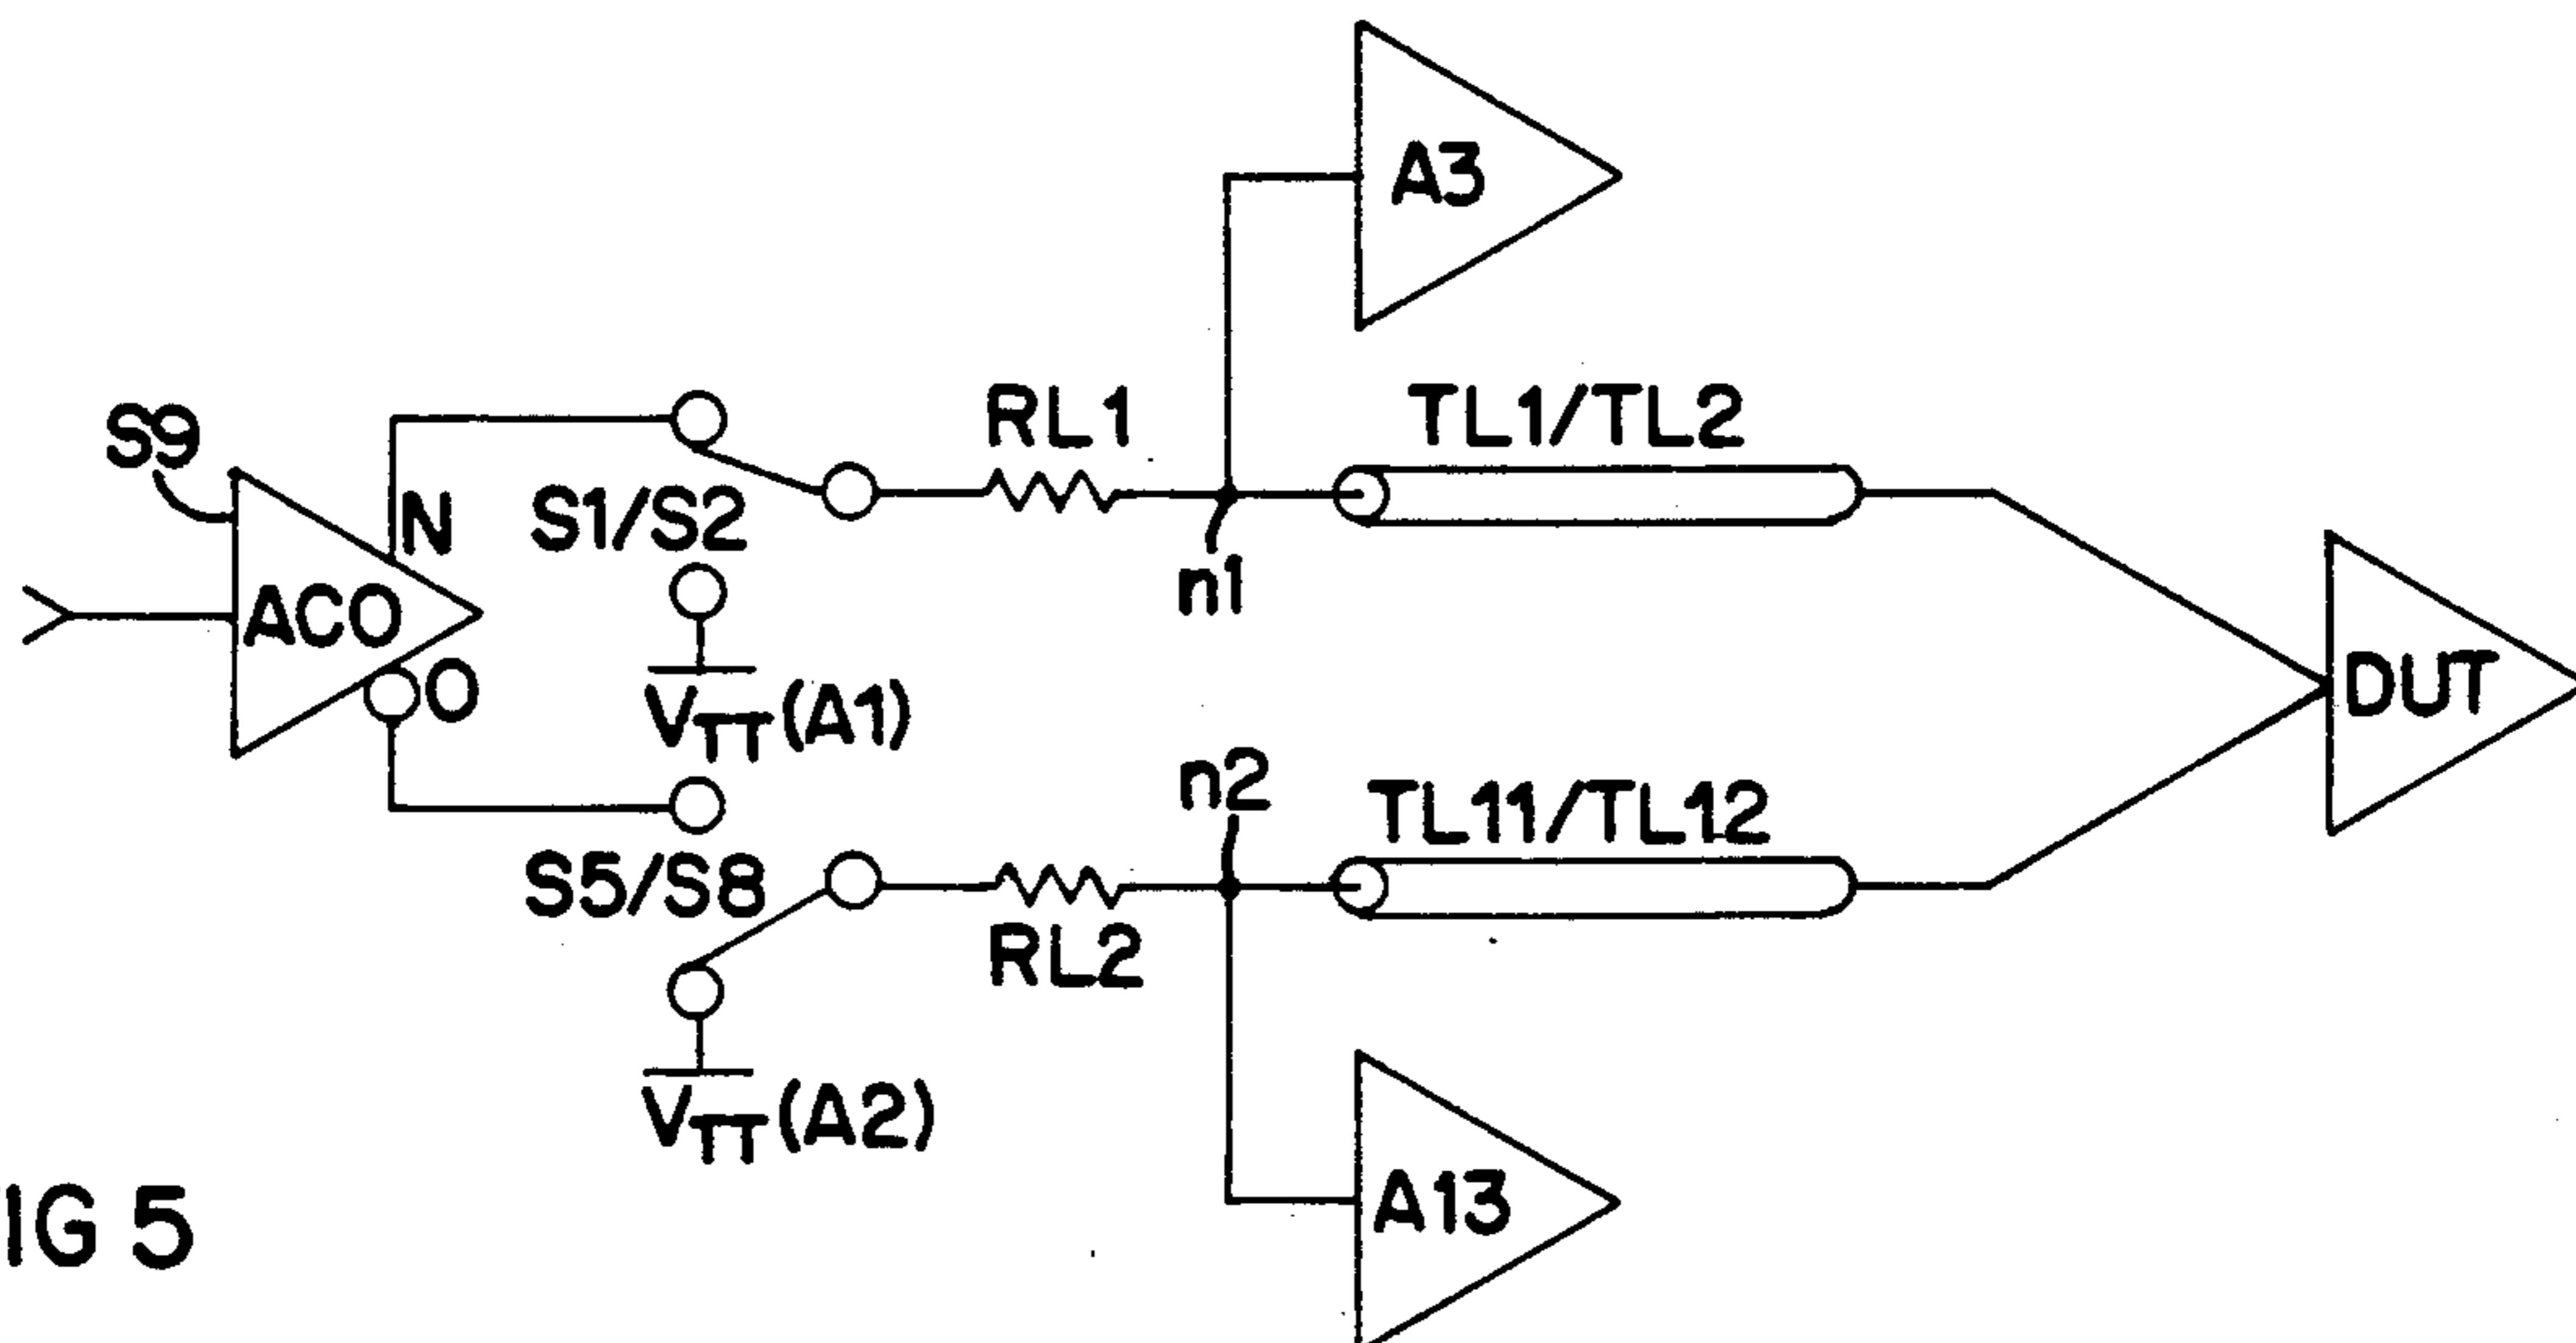 A3
S9
RL1
TL1/TL2
N
S1/S2
n1
ACO
O
VTT(A1)
DUT
n2
TL11/TL12
S5/S8
RL2
VTT(A2)
A13
IG 5